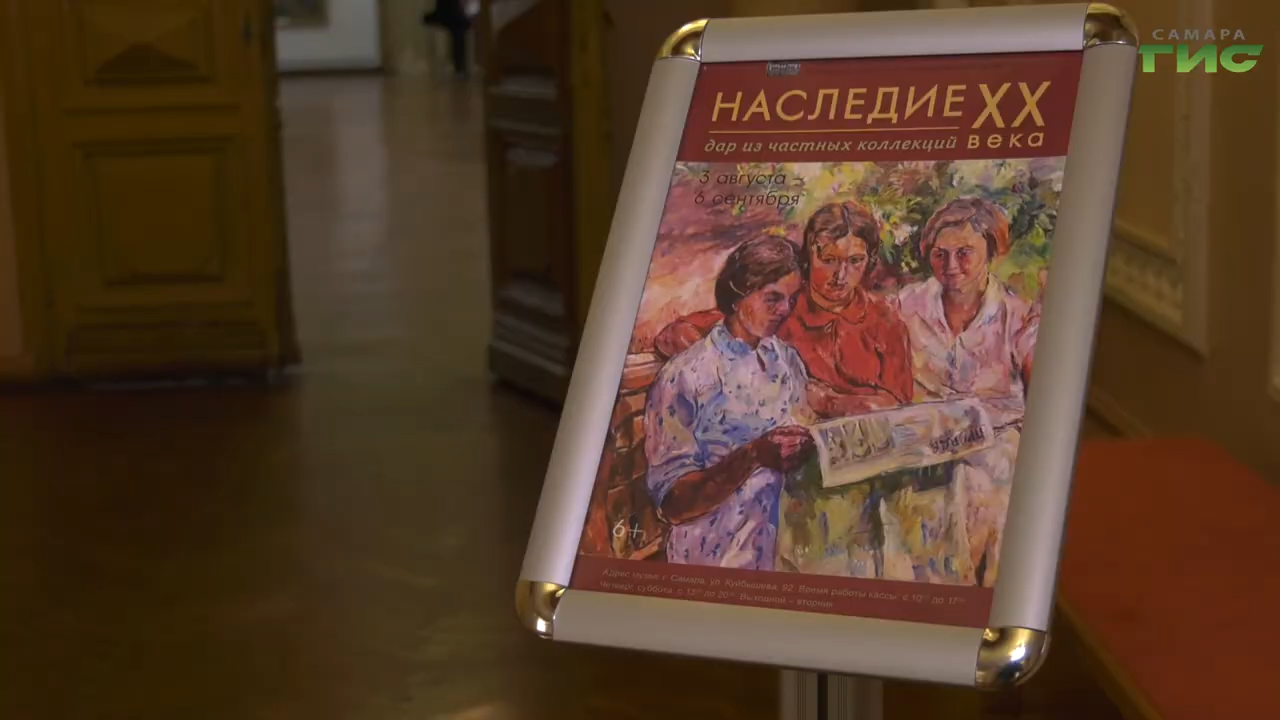 САМАРА
ГИС
НАСЛЕДИЕ XX
дар из частных коллекций века
3 августа –
6 сентября
6+
Адрес музея: г. Самара, ул. Куйбышева, 92. Время работы кассы: с 10 до 17
Четверг, суббота: с 13 до 20 Выходной – вторник